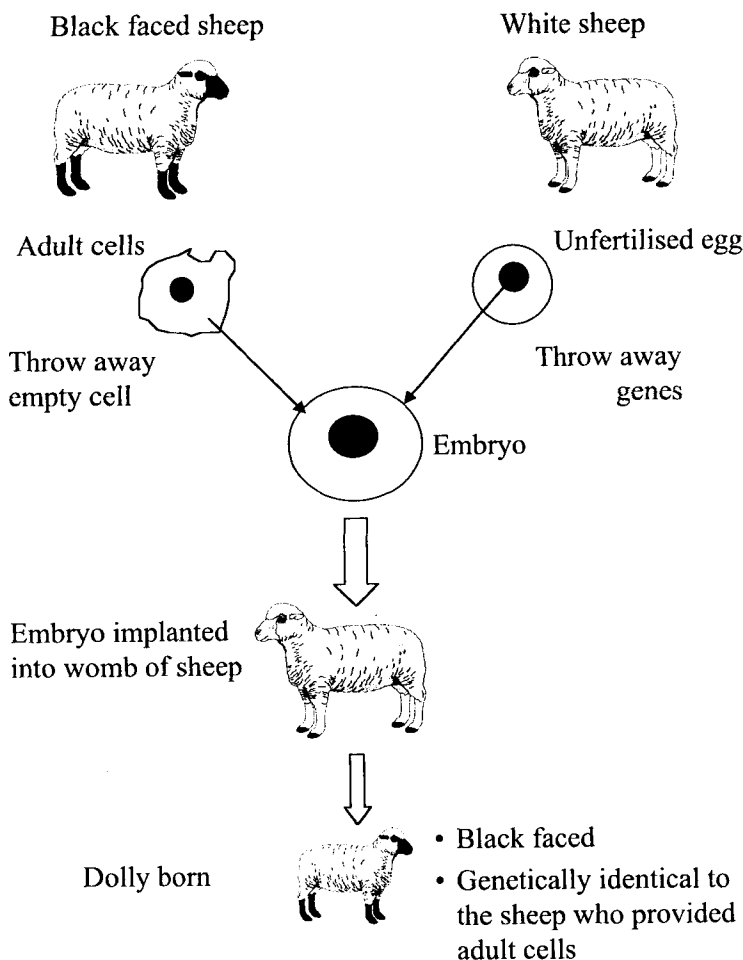 Black faced sheep
White sheep
Adult cells
Unfertilised egg
Throw away
empty cell
Throw away
genes
Embryo
Embryo implanted
into womb of sheep
Dolly born
• Black faced
• Genetically identical to
the sheep who provided
adult cells